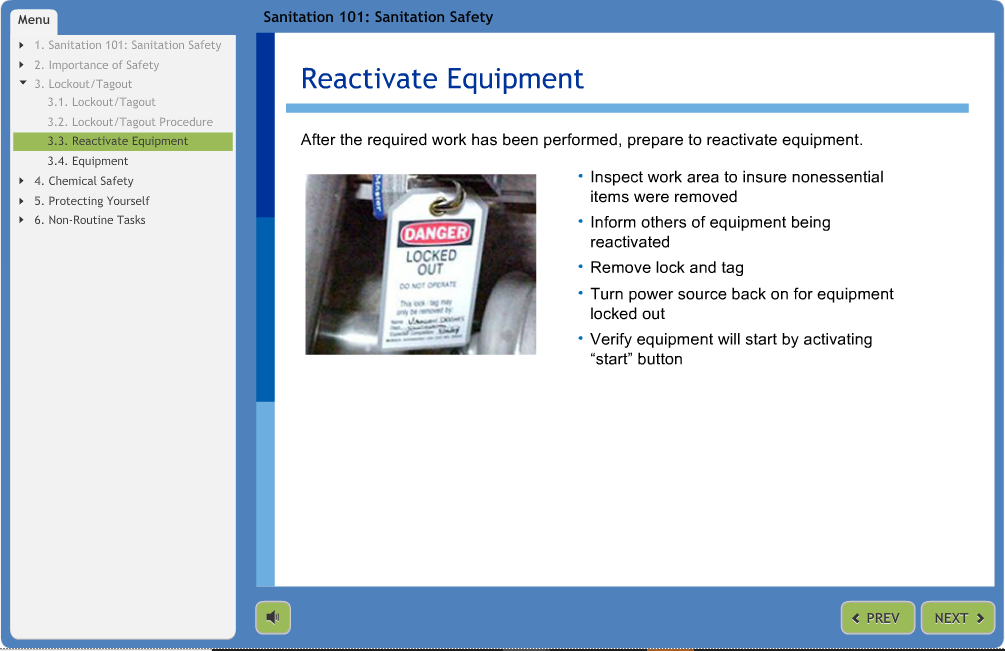 Menu
Sanitation 101: Sanitation Safety
1. Sanitation 101: Sanitation Safety
2. Importance of Safety
3. Lockout/Tagout
3.1. Lockout/Tagout
3.2. Lockout/Tagout Procedure
3.3. Reactivate Equipment
3.4. Equipment
4. Chemical Safety
5. Protecting Yourself
6. Non-Routine Tasks
Reactivate Equipment
After the required work has been performed, prepare to reactivate equipment.
Master
DANGER
LOCKED
OUT
DO NOT OPERATE
This lock / tag may
only be removed by:
• Inspect work area to insure nonessential
items were removed
• Inform others of equipment being
reactivated
• Remove lock and tag
• Turn power source back on for equipment
locked out
• Verify equipment will start by activating
“start” button
PREV
NEXT